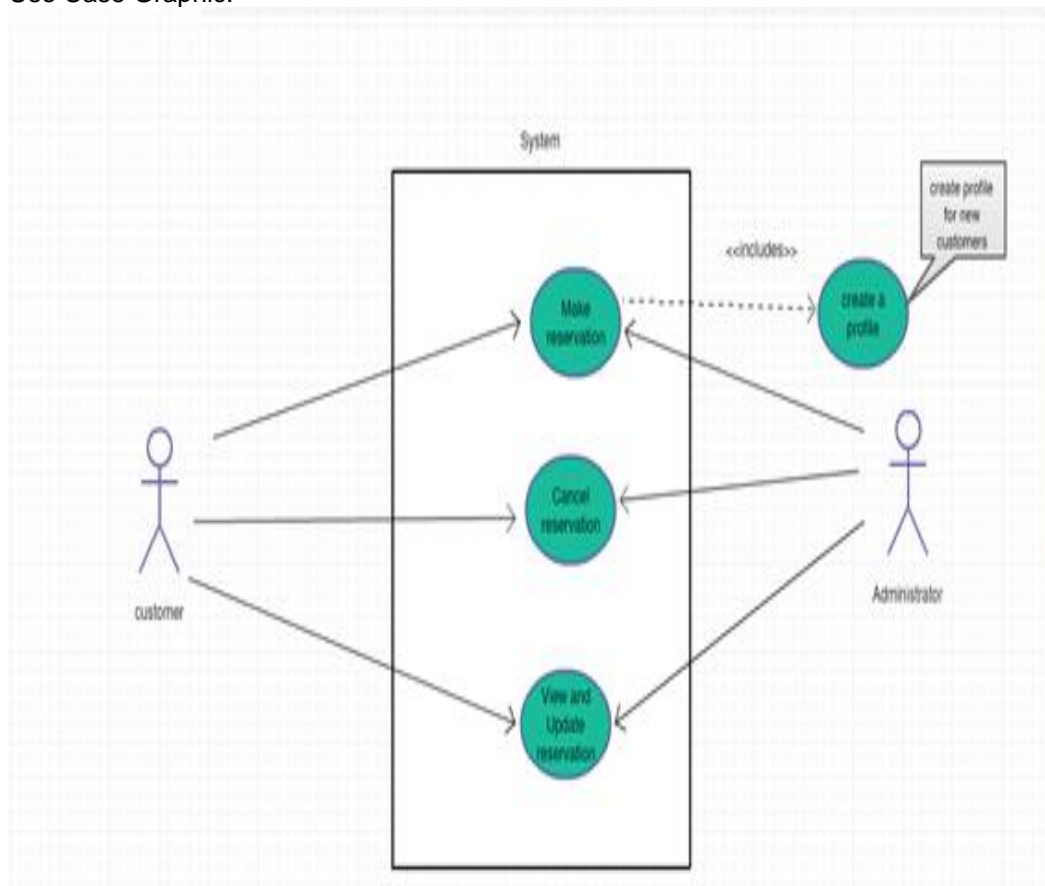 Use Case Graphic:
System
create profile
for new
customers
<<includes>>
Make
reservation
create a
profile
Cancel
reservation
customer
Administrator
View and
Update
reservation